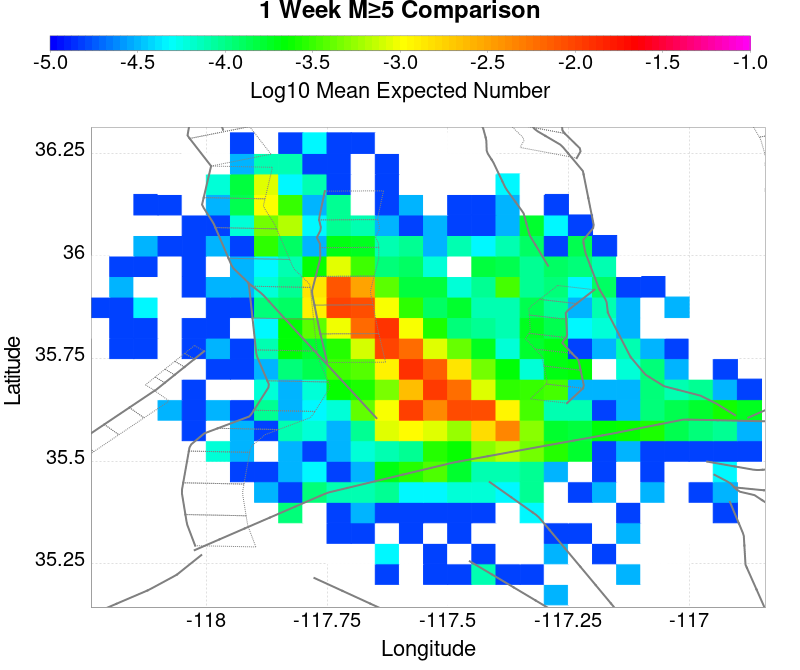 1 Week M≥5 Comparison
-5.0 -4.5 -4.0 -3.5 -3.0 -2.5 -2.0 -1.5 -1.0
Log10 Mean Expected Number
36.25
36
35.75
35.5
35.25
Latitude
-118 -117.75 -117.5 -117.25 -117
Longitude